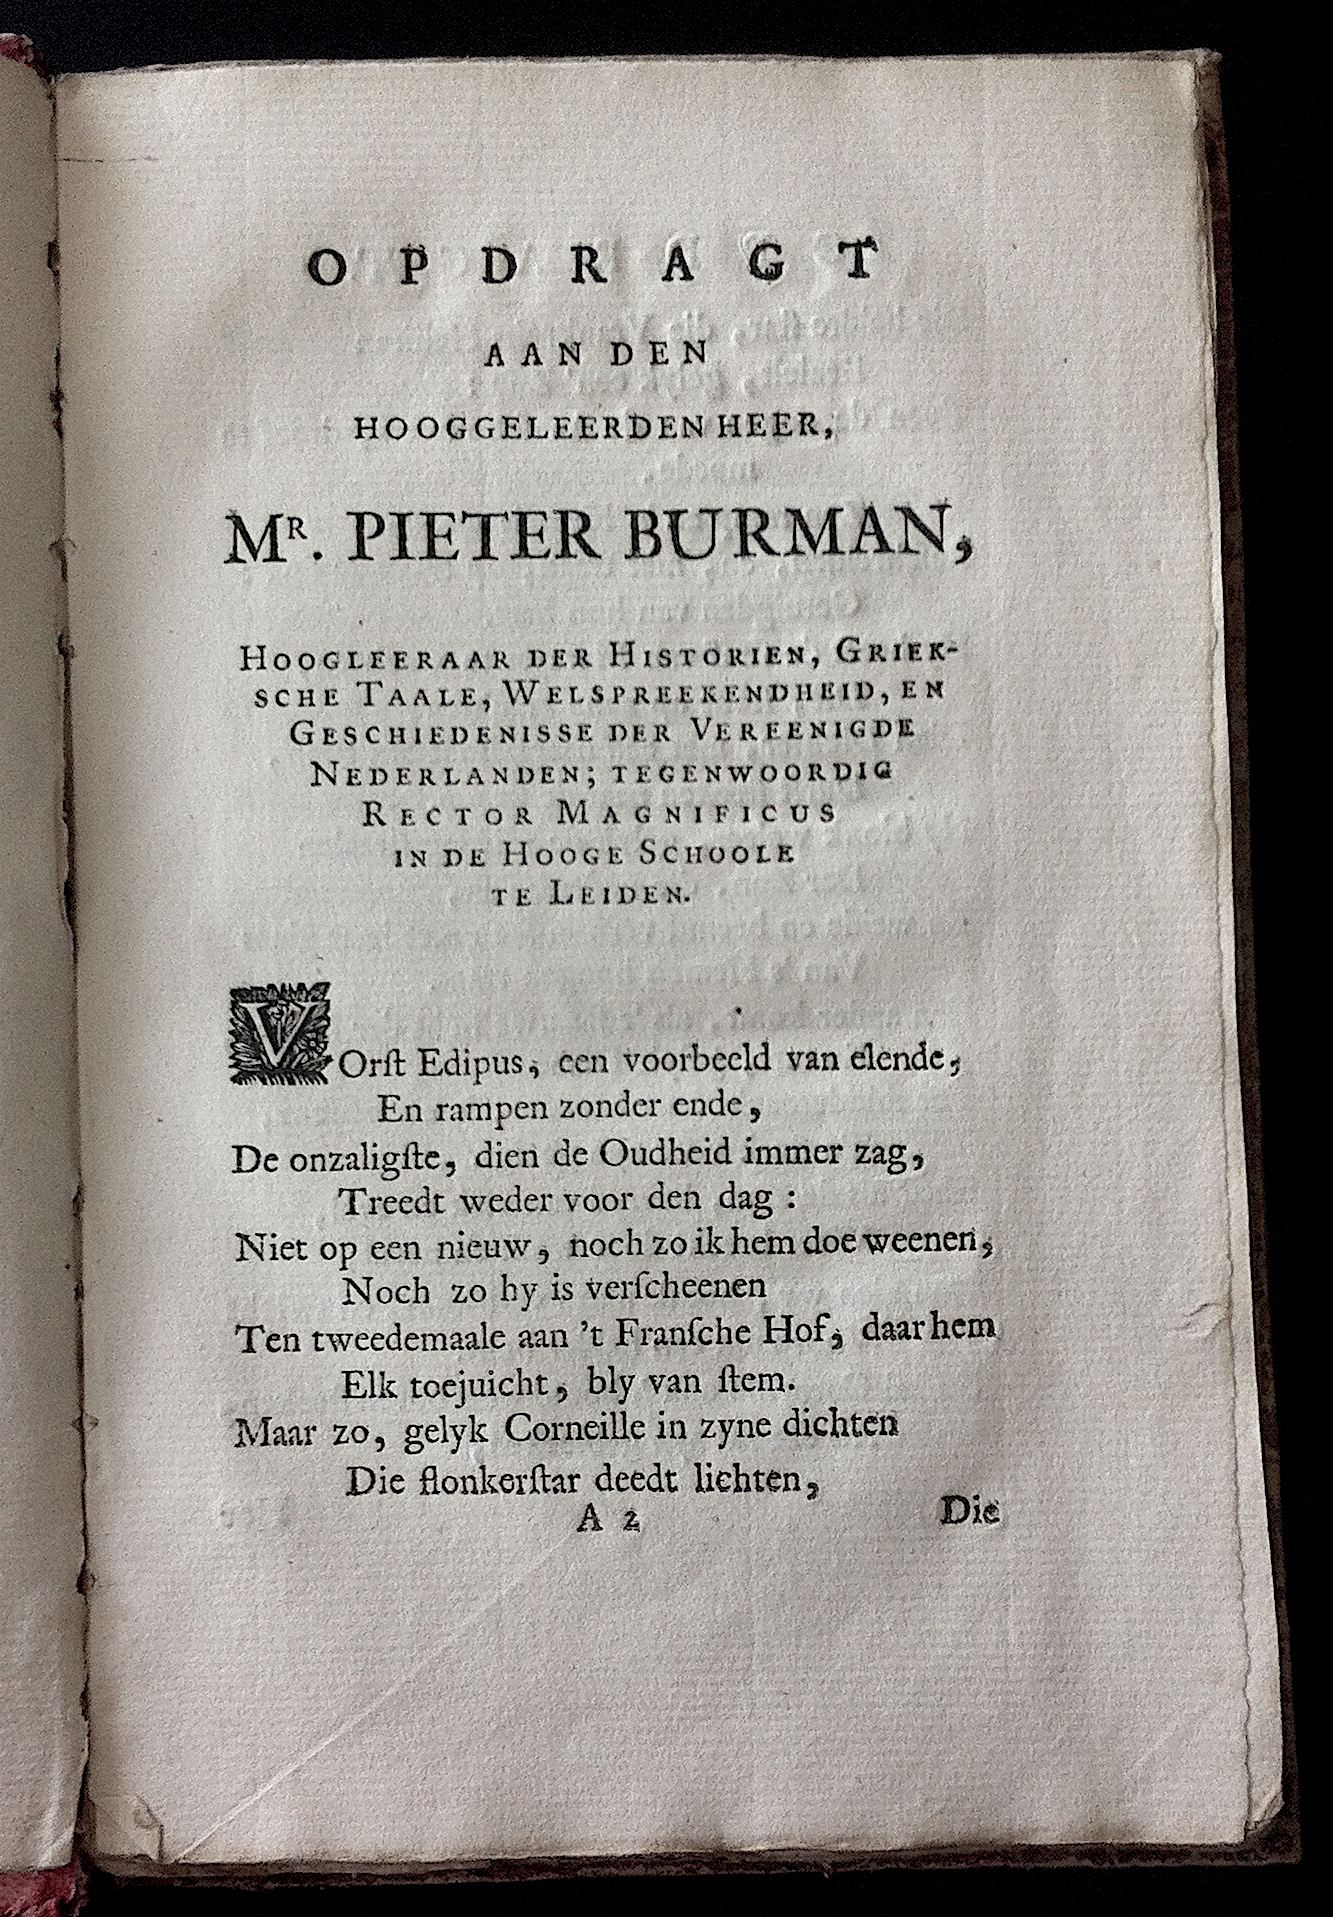 OPDRAGT
AAN DEN
HOOGGELEERDEN HEER,
MR. PIETER BURMAN,
HOOGLEERAAR DER HISTORIEN, GRIEK-
SCHE TAALE, WELSPREEKENDHEID, EN
GESCHIEDENISSE DER VEREENIGDE
NEDERLANDEN; TEGENWOORDIG
RECTOR MAGNIFICUS
IN DE HOOGE SCHOOLE
TE LEIDEN.
VOrſt Edipus, een voorbeeld van elende,
En rampen zonder ende,
De onzaligſte, dien de Oudheid immer zag,
Treedt weder voor den dag:
Niet op een nieuw, noch zo ik hem doe weenen,
Noch zo hy is verſcheenen
Ten tweedemaale aan 't Franſche Hof, daar hem
Elk toejuicht, bly van ſtem.
Maar zo, gelyk Corneille in zyne dichten
Die flonkerſtar deedt lichten,
A 2 Die